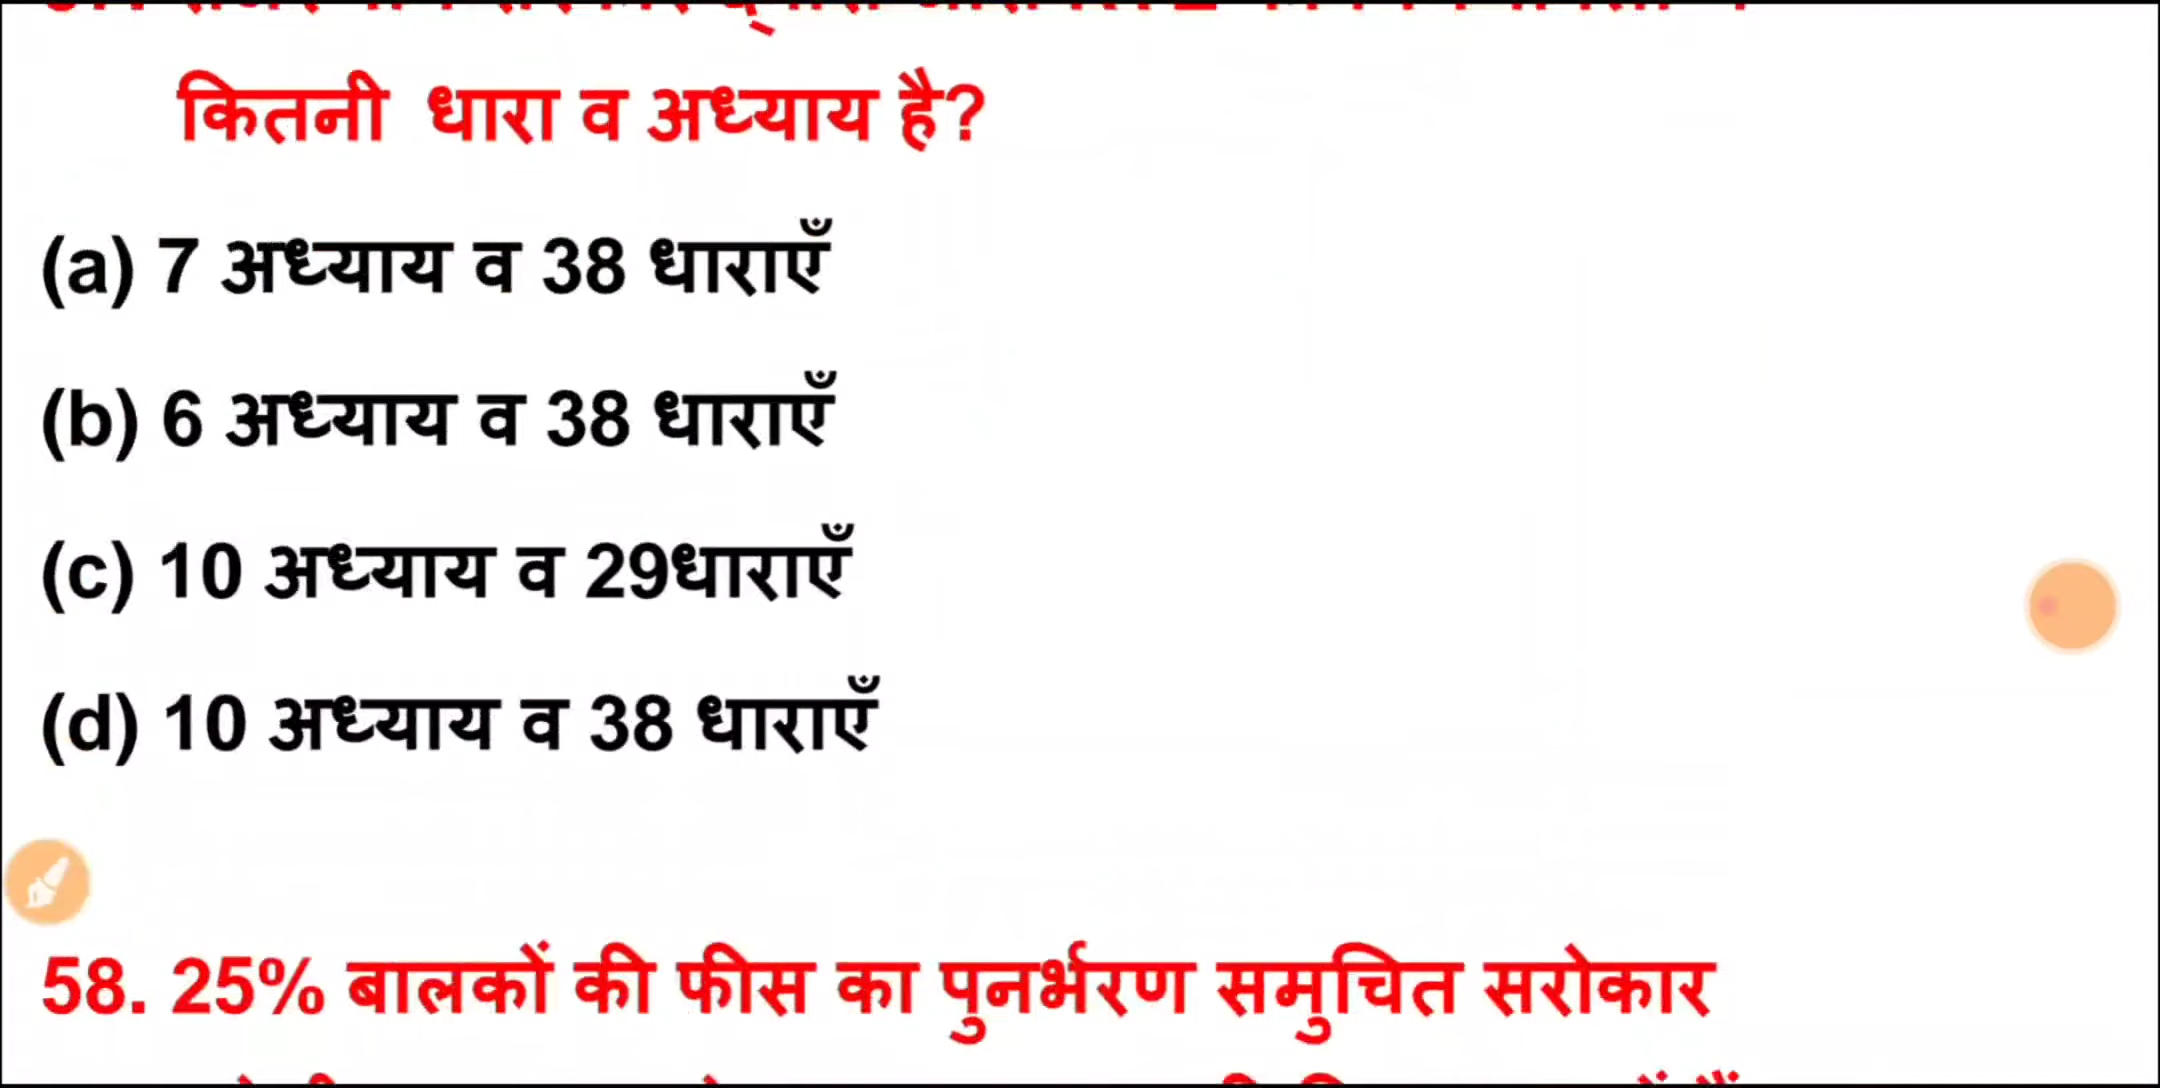 कितनी धारा व अध्याय है?
(a) 7 अध्याय व 38 धाराएँ
(b) 6 अध्याय व 38 धाराएँ
(c) 10 अध्याय व 29धाराएँ
(d) 10 अध्याय व 38 धाराएँ
58. 25% बालकों की फीस का पुनर्भरण समुचित सरोकार